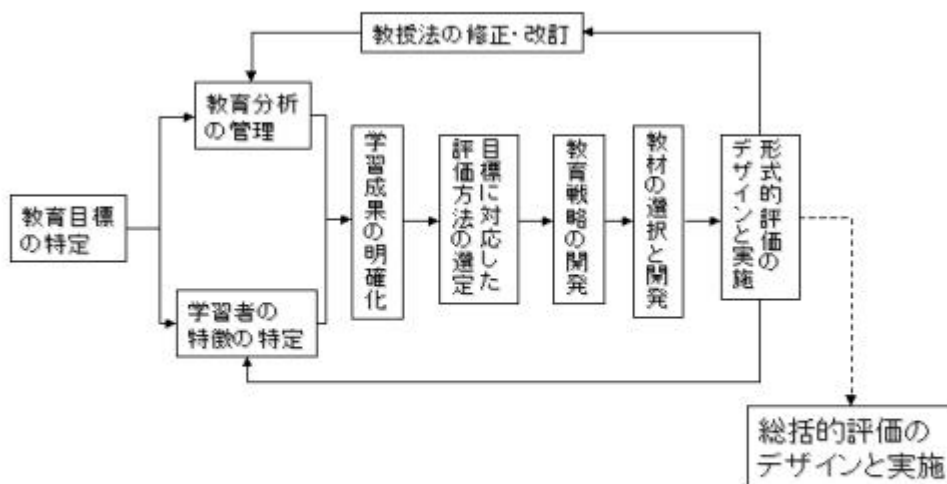 教授法の修正・改訂
教育分析
の管理
教育目標
の特定
学習者の
特徴の特定
学習成果の明確化
目標に対応した
評価方法の選定
教育戦略の開発
教材の選択と開発
形式的評価の
デザインと実施
総括的評価の
デザインと実施